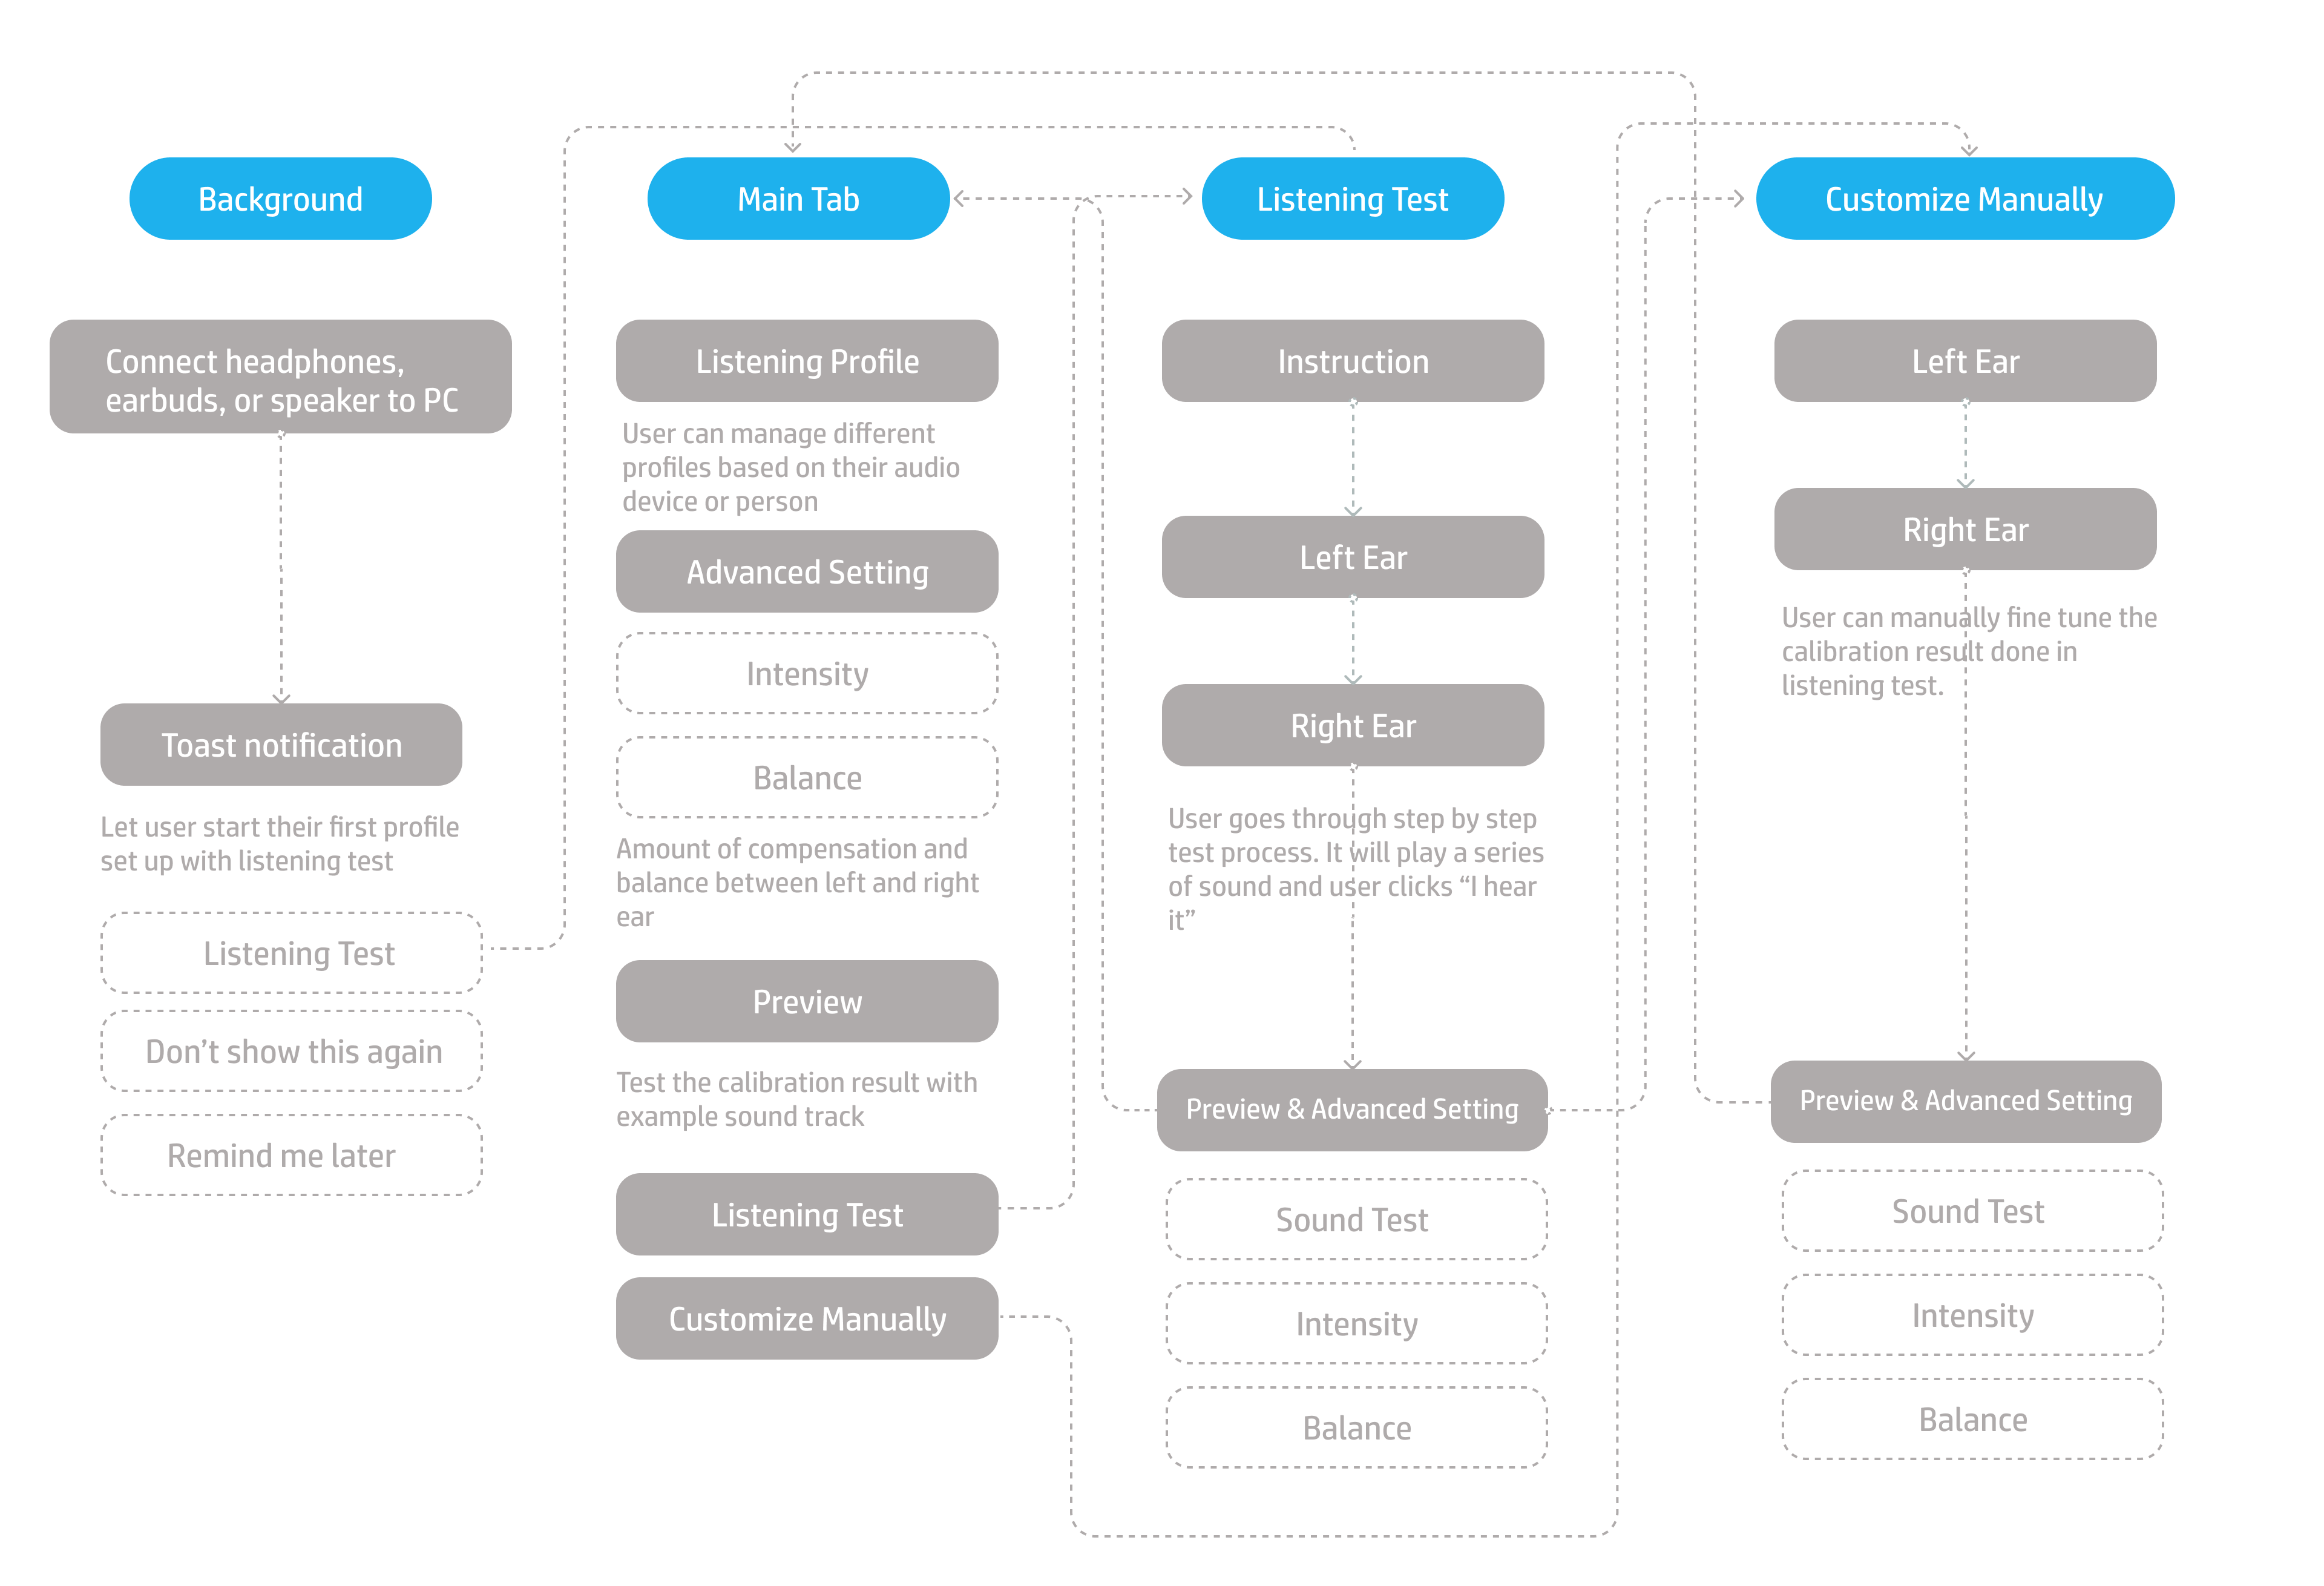 Background
Connect headphones,
earbuds, or speaker to PC
Toast notification
Let user start their first profile
set up with listening test
Listening Test
Don't show this again
Remind me later
Main Tab
Listening Profile
User can manage different
profiles based on their audio
device or person
Advanced Setting
Intensity
Balance
Amount of compensation and
balance between left and right
ear
Preview
Test the calibration result with
example sound track
Listening Test
Customize Manually
Listening Test
Instruction
Left Ear
Right Ear
User goes through step by step
test process. It will play a series
of sound and user clicks “I hear
it”
Preview & Advanced Setting
Sound Test
Intensity
Balance
Customize Manually
Left Ear
Right Ear
User can manually fine tune the
calibration result done in
listening test.
Preview & Advanced Setting
Sound Test
Intensity
Balance